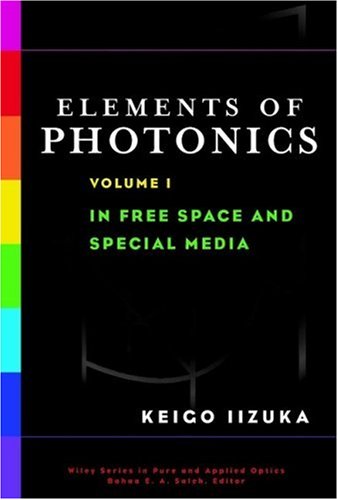 ELEMENTS OF
PHOTONICS
VOLUME I
IN FREE SPACE AND
SPECIAL MEDIA
KEIGO IIZUKA
Wiley Series in Pure and Applied Optics
Bahaa E. A. Saleh, Editor